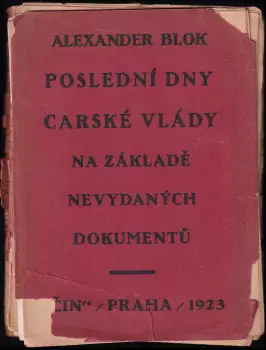 ALEXANDER BLOK
POSLEDNÍ DNY
CARSKÉ VLÁDY
NA ZÁKLADĚ
NEVYDANÝCH
DOKUMENTŮ
ČIN“ / PRAHA / 1923